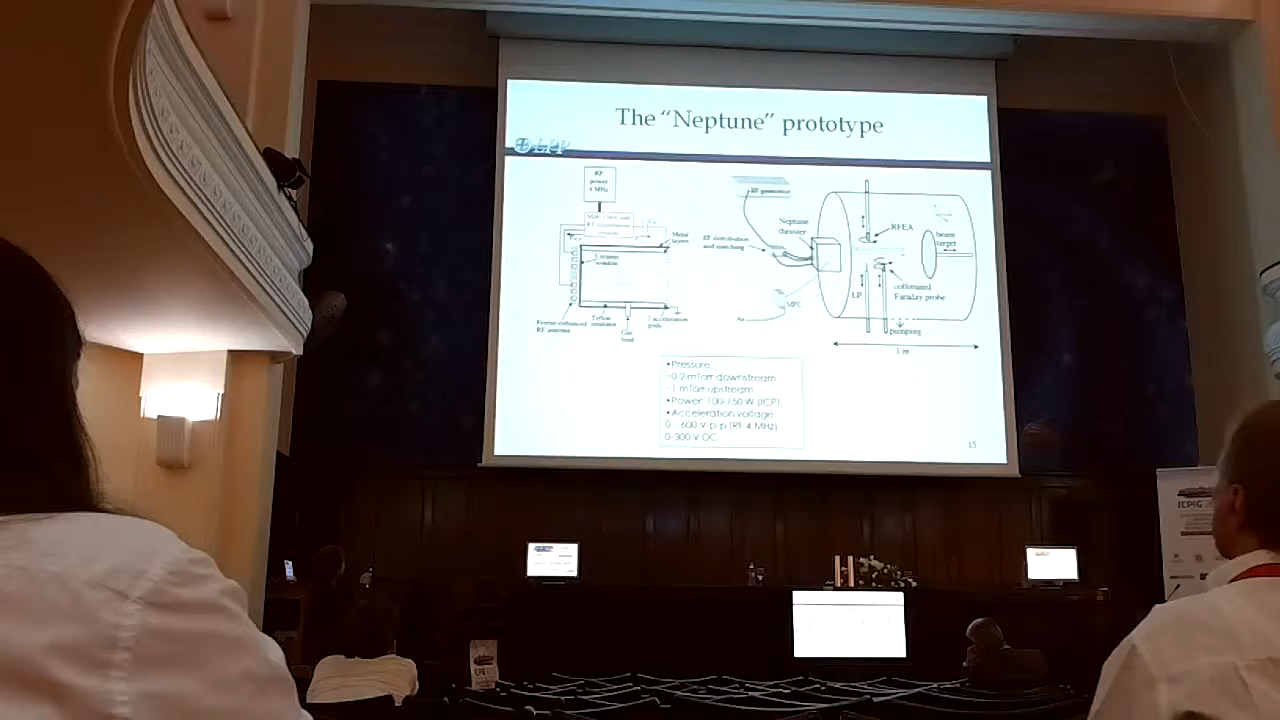 The “Neptune” prototype
LPP
RF
power
4 MHz
Metal
layers
Ceramic
window
Ferrite-enhanced
RF antenna
Teflon
insulator
Gas
feed
2 acceleration
grids
RF generator
RF distribution
and matching
Neptune
thruster
RFEA
beam
target
collimated
Faraday probe
LP
MFC
Ar
pumping
1 m
•Pressure:
-0.2 mTorr downstream
-1 mTorr upstream
•Power: 100-150 W (ICP)
•Acceleration voltage
0 - 600 V p-p (RF 4 MHz)
0-300 V DC
15
ICPIG